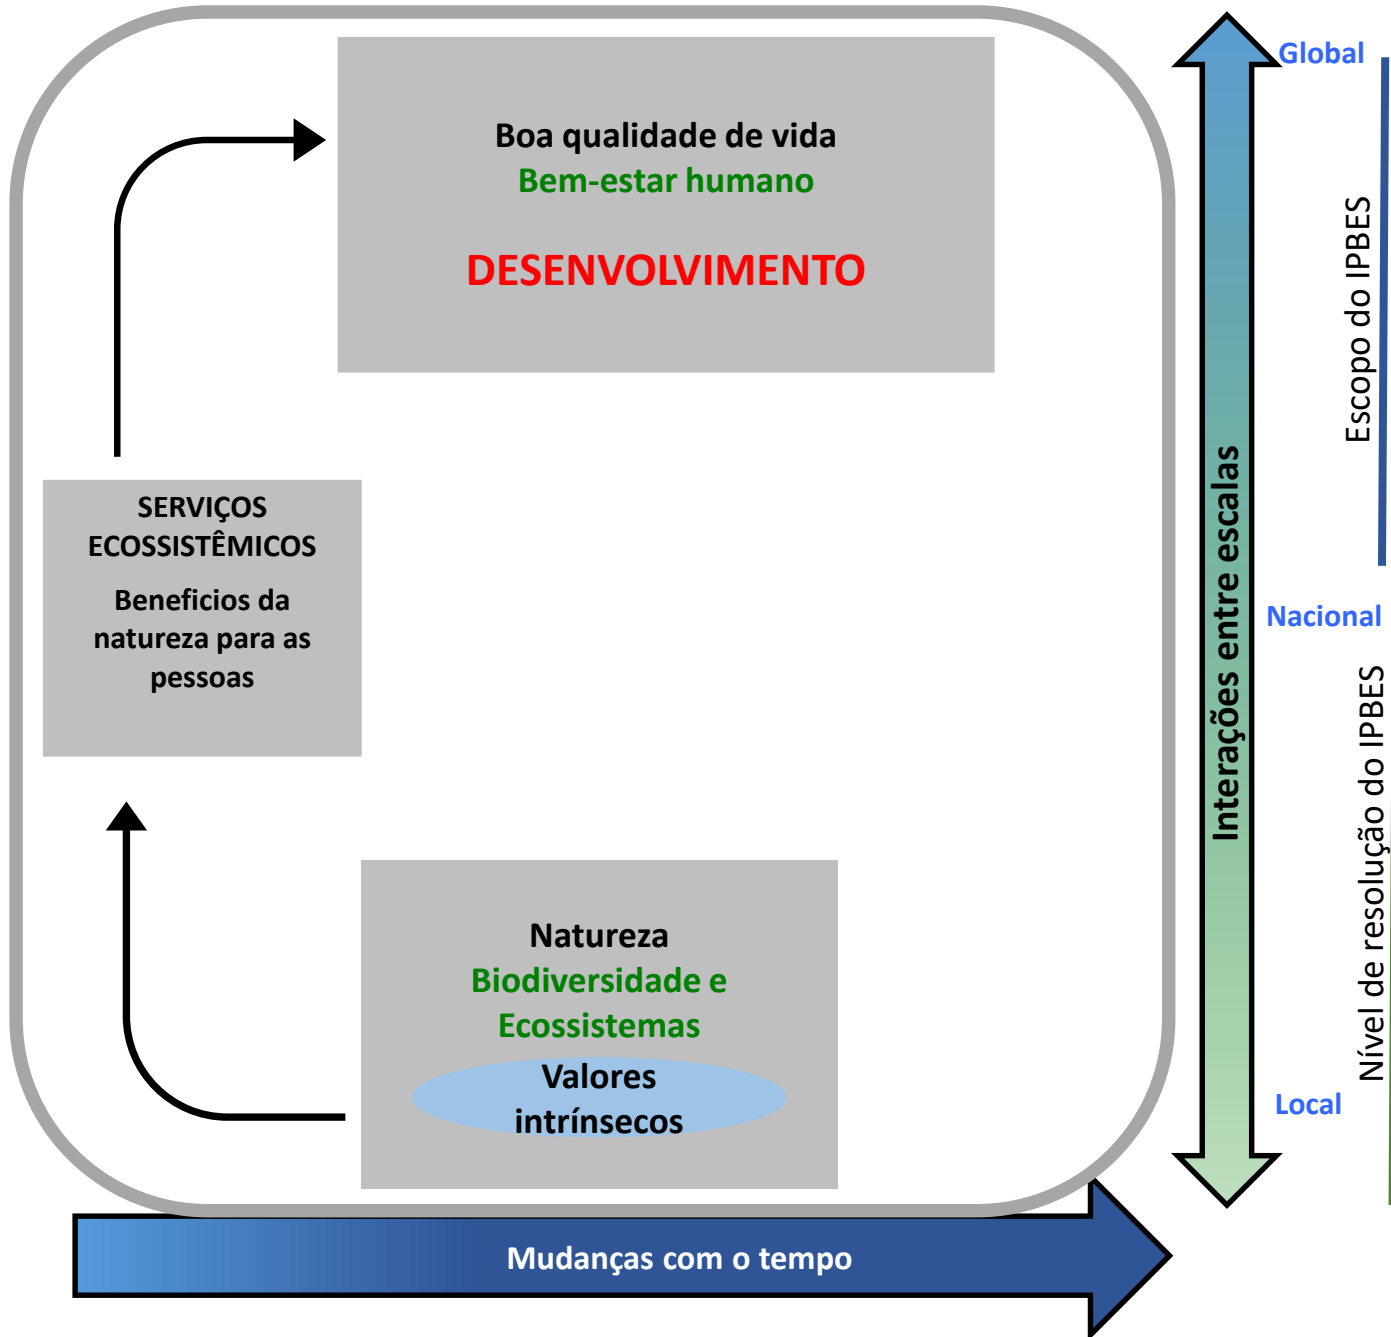 Boa qualidade de vida
Bem-estar humano
DESENVOLVIMENTO
SERVIÇOS
ECOSSISTÊMICOS
Beneficios da
natureza para as
pessoas
Natureza
Biodiversidade e
Ecossistemas
Valores
intrínsecos
Mudanças com o tempo
Interações entre escalas
Global
Nacional
Local
Escopo do IPBES
Nível de resolução do IPBES